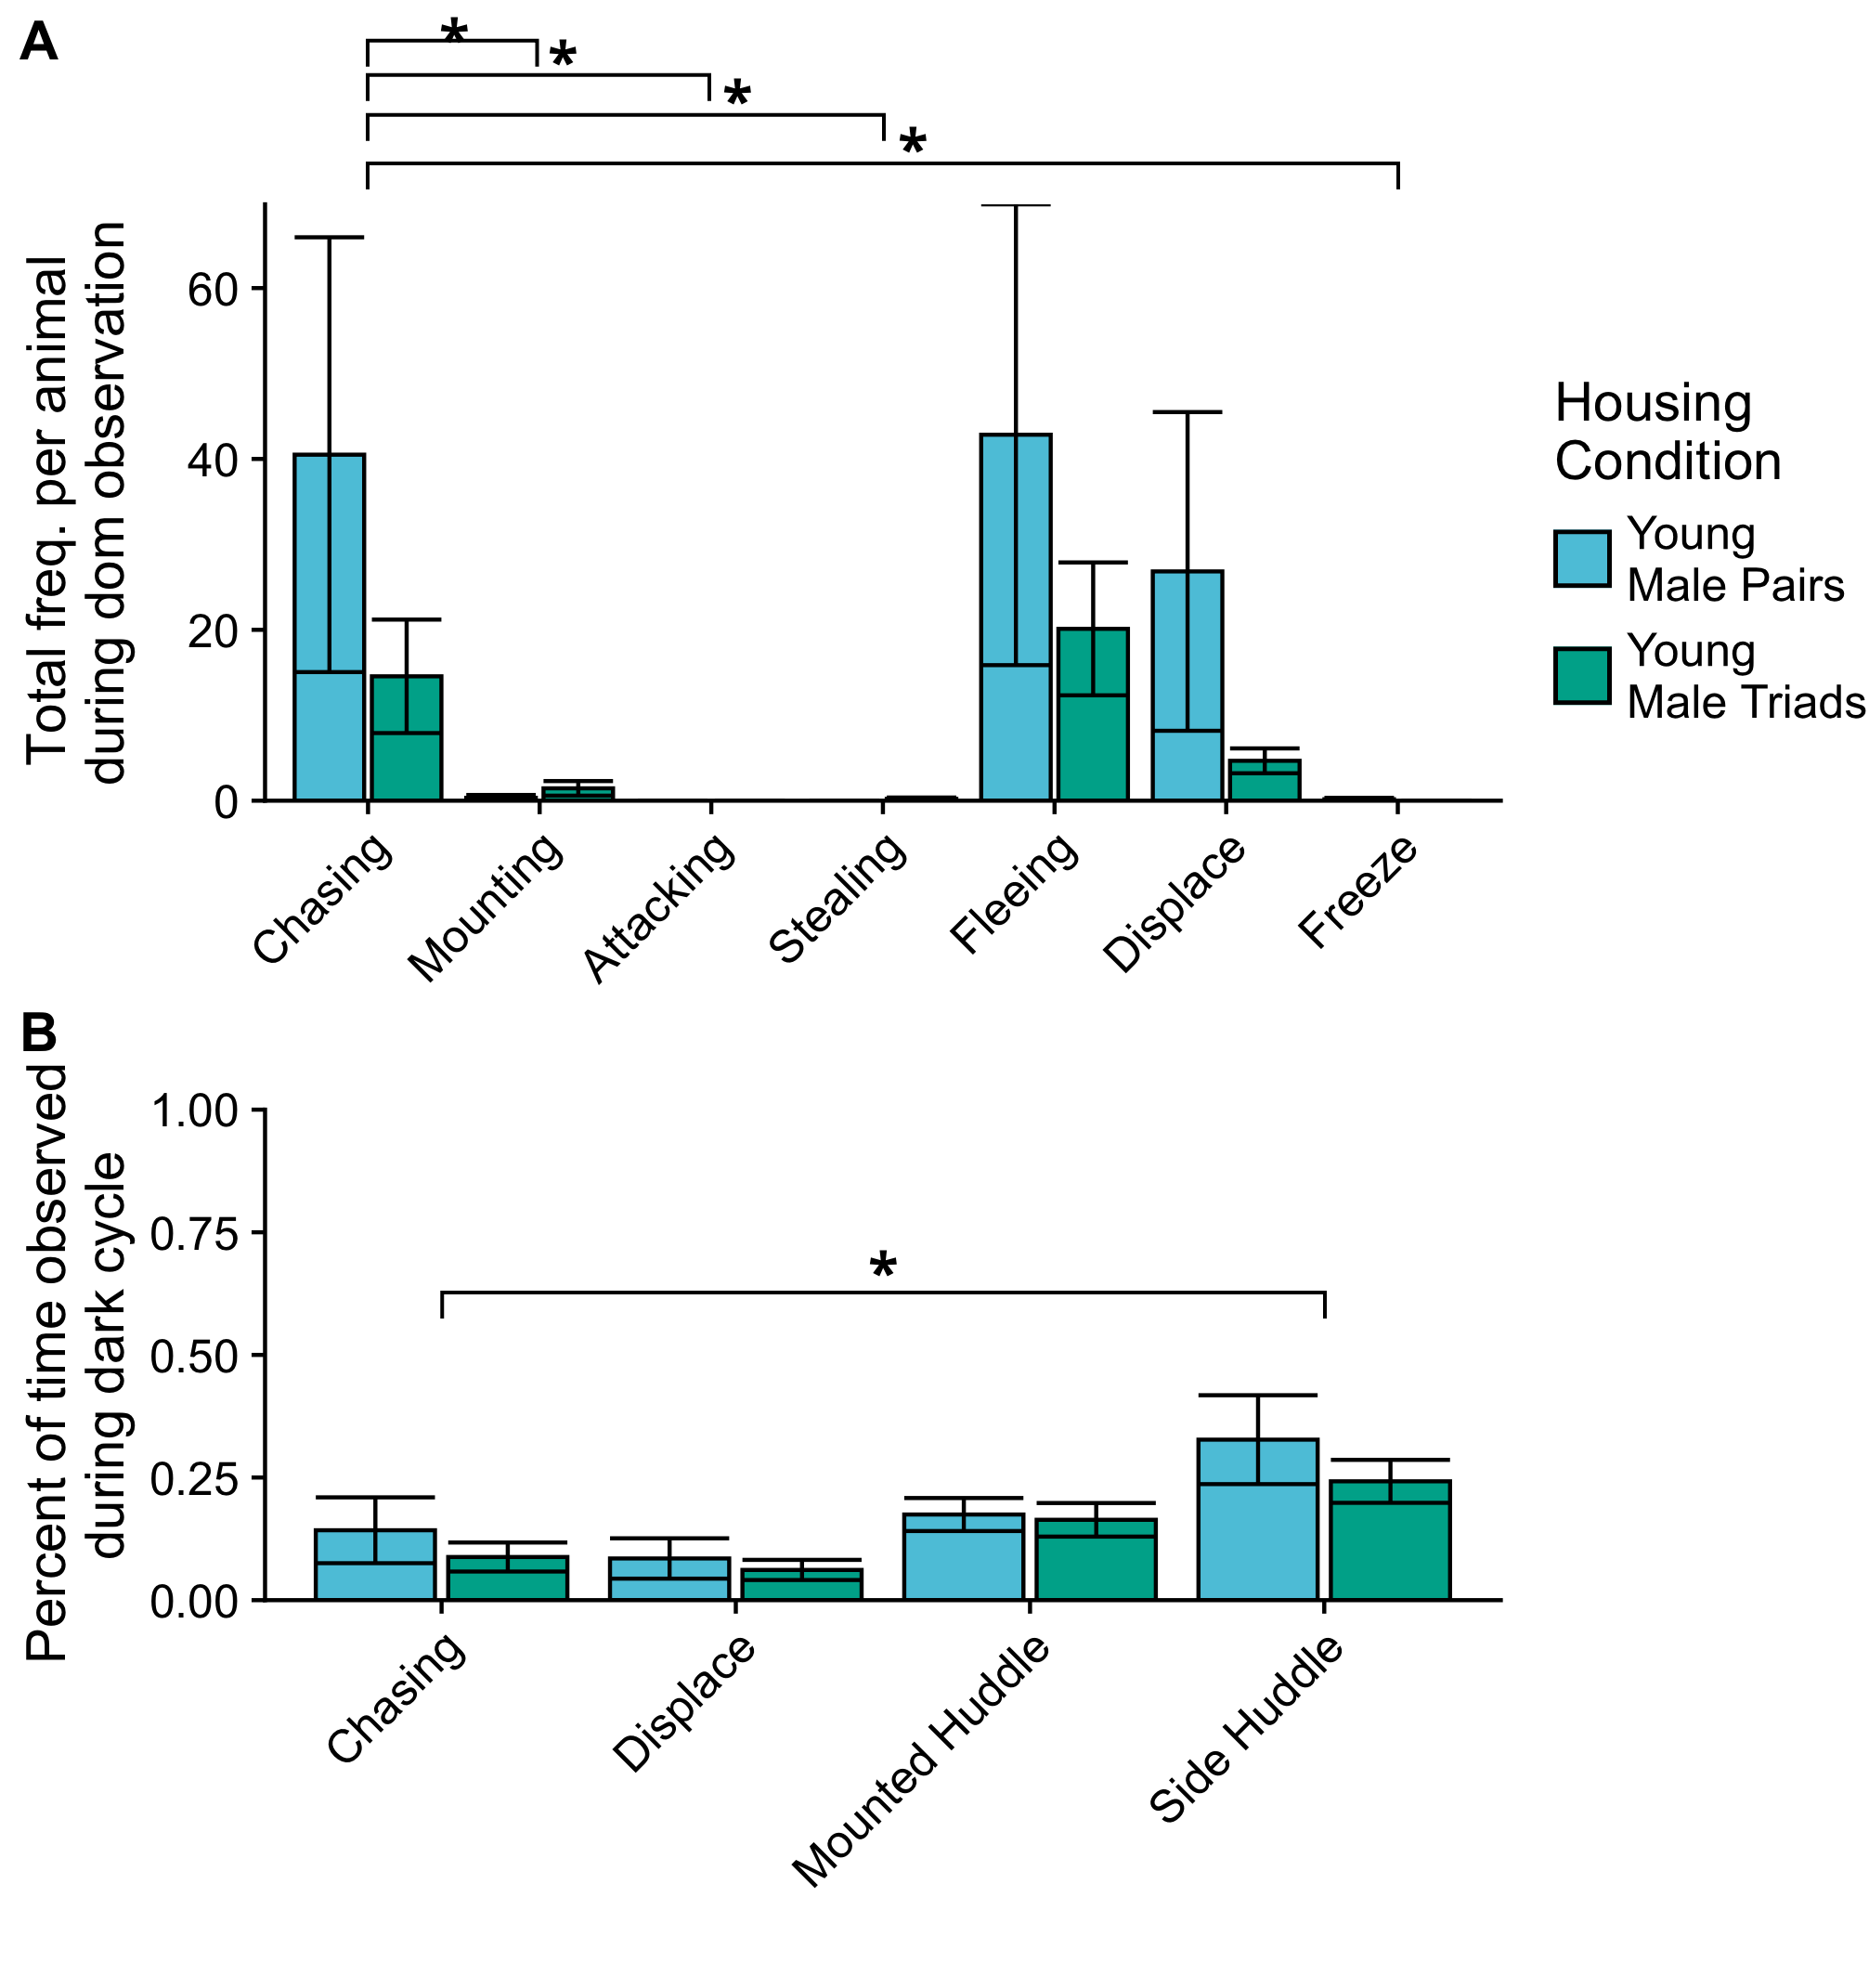 A
*
*
*
*
Total freq. per animal
during dom observation
60
40
20
0
Chasing
Mounting
Attacking
Stealing
Fleeing
Displace
Freeze
Housing
Condition
Young
Male Pairs
Young
Male Triads
B
Percent of time observed
during dark cycle
1.00
0.75
0.50
0.25
0.00
*
Chasing
Displace
Mounted Huddle
Side Huddle